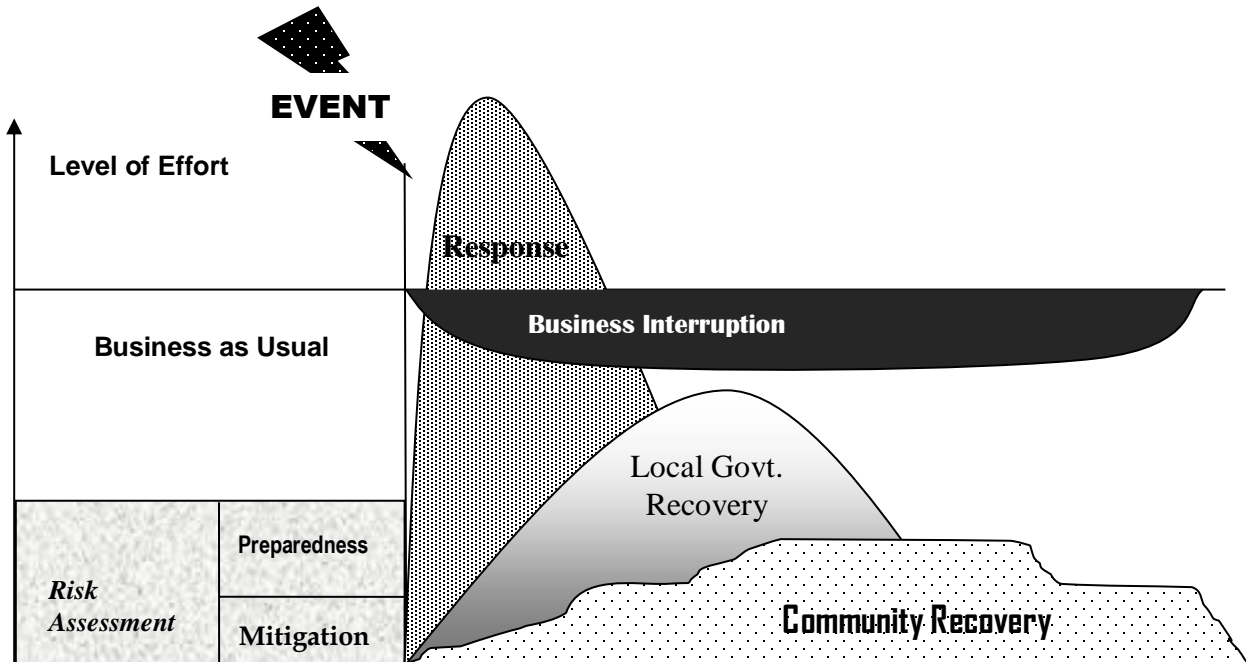 EVENT
Level of Effort
Response
Business Interruption
Business as Usual
Local Govt.
Recovery
Preparedness
Risk
Assessment
Mitigation
Community Recovery